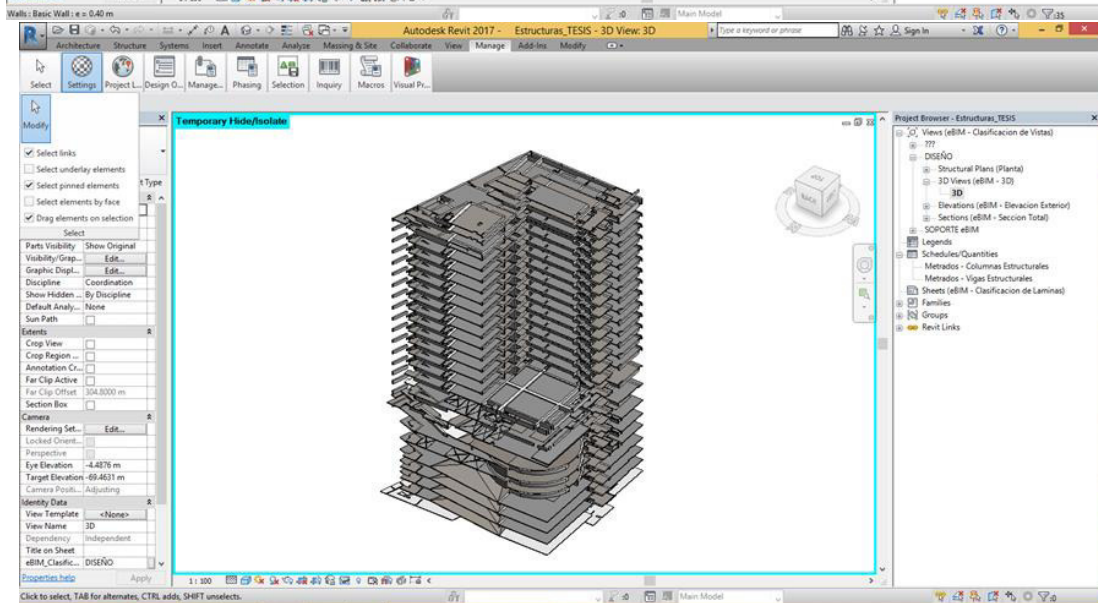 Walls : Basic Wall : e = 0.40 m
:0
Main Model
:35
Autodesk Revit 2017 - Estructuras_TESIS - 3D View: 3D
Type a keyword or phrase
Sign In
Architecture Structure Systems Insert Annotate Analyze Massing & Site Collaborate View Manage Add-Ins Modify
Select Settings Project L... Design O... Manage... Phasing Selection Inquiry Macros Visual Pr...
Modify
Select links
Select underlay elements
Select pinned elements
Select elements by face
Drag elements on selection
Select
t Type
Parts Visibility Show Original
Visibility/Grap... Edit...
Graphic Displ... Edit...
Discipline Coordination
Show Hidden ... By Discipline
Default Analy... None
Sun Path
Extents
Crop View
Crop Region ...
Annotation Cr...
Far Clip Active
Far Clip Offset 304.8000 m
Section Box
Camera
Rendering Set... Edit...
Locked Orient...
Perspective
Eye Elevation -4.4876 m
Target Elevation -69.4631 m
Camera Positi... Adjusting
Identity Data
View Template <None>
View Name 3D
Dependency Independent
Title on Sheet
eBIM_Clasific... DISEÑO
Properties help Apply
Temporary Hide/Isolate
BACK
1 : 100
Project Browser - Estructuras_TESIS
Views (eBIM - Clasificacion de Vistas)
???
DISEÑO
Structural Plans (Planta)
3D Views (eBIM - 3D)
3D
Elevations (eBIM - Elevacion Exterior)
Sections (eBIM - Seccion Total)
SOPORTE eBIM
Legends
Schedules/Quantities
Metrados - Columnas Estructurales
Metrados - Vigas Estructurales
Sheets (eBIM - Clasificacion de Laminas)
Families
Groups
Revit Links
Click to select, TAB for alternates, CTRL adds, SHIFT unselects.
:0
Main Model
:0